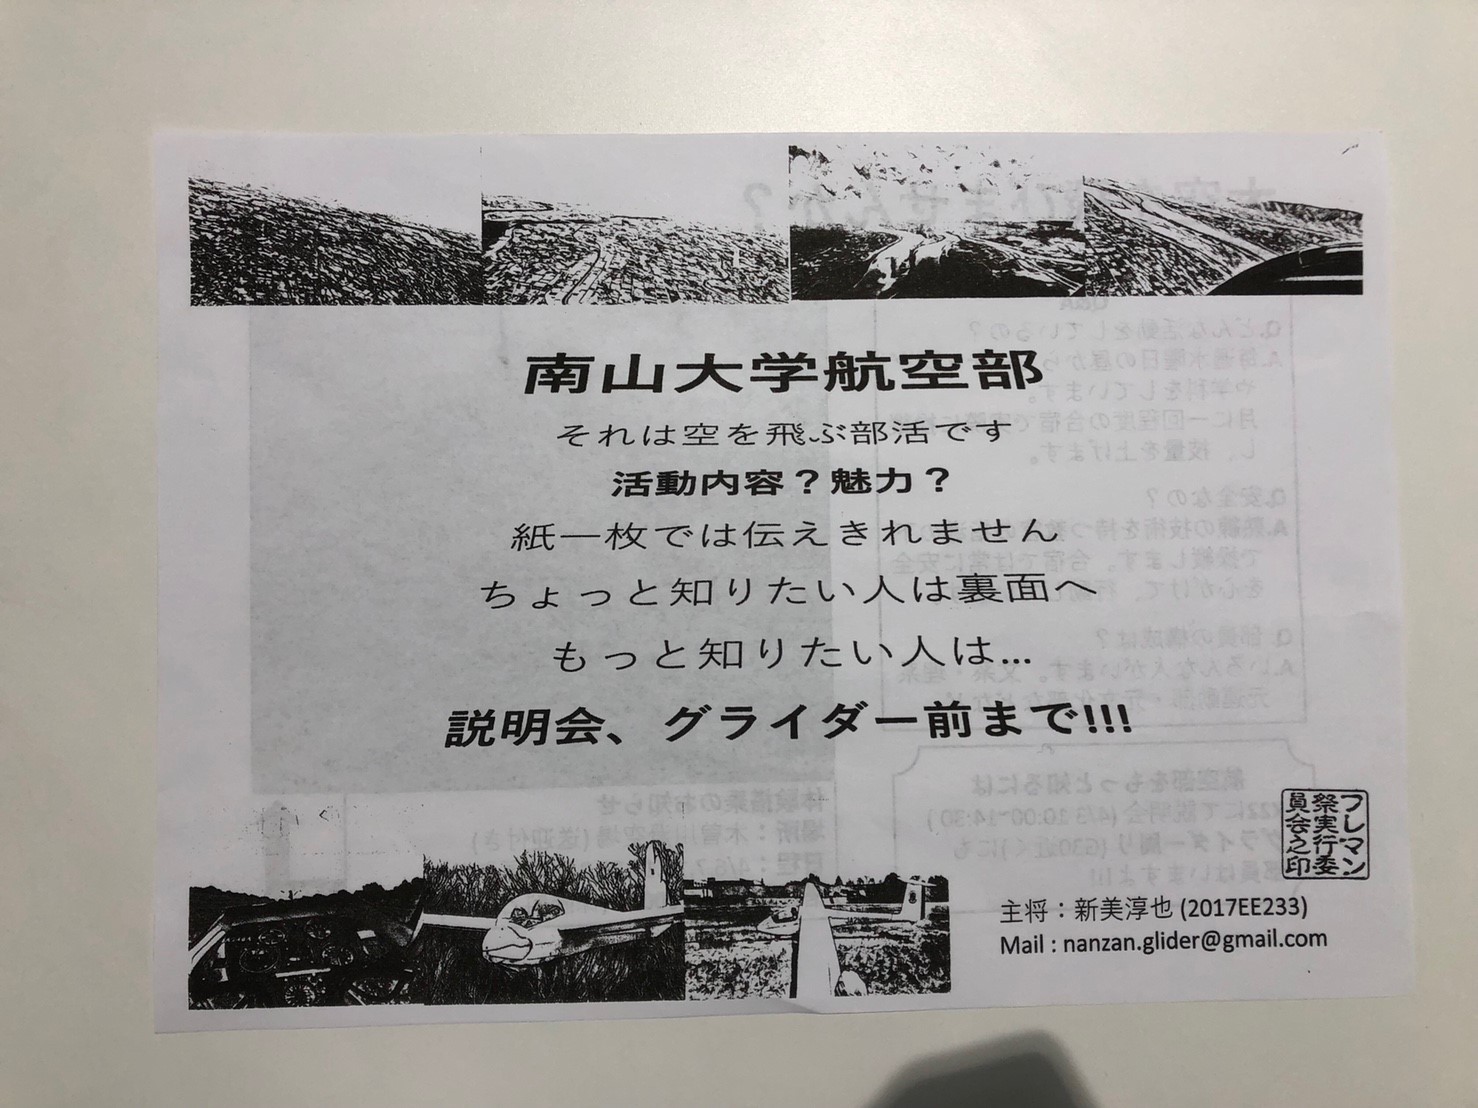 南山大学航空部
それは空を飛ぶ部活です
活動内容？魅力？
紙一枚では伝えきれません
ちょっと知りたい人は裏面へ
もっと知りたい人は...
説明会、グライダー前まで!!!
フレマン
祭実行委
員会之印
主将：新美淳也 (2017EE233)
Mail : nanzan.glider@gmail.com